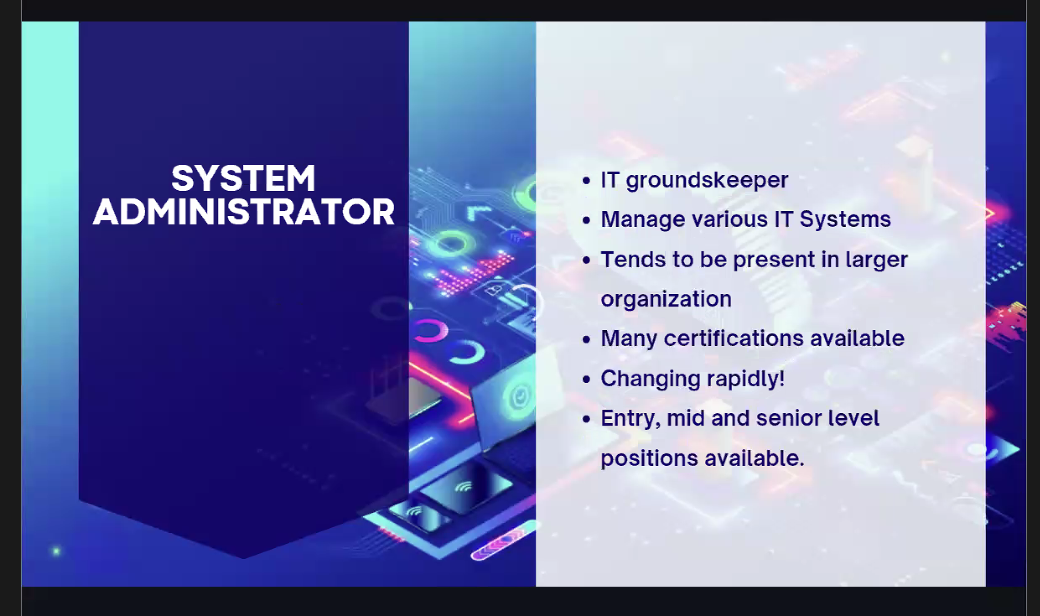 SYSTEM
ADMINISTRATOR
• IT groundskeeper
• Manage various IT Systems
• Tends to be present in larger
organization
• Many certifications available
• Changing rapidly!
• Entry, mid and senior level
positions available.